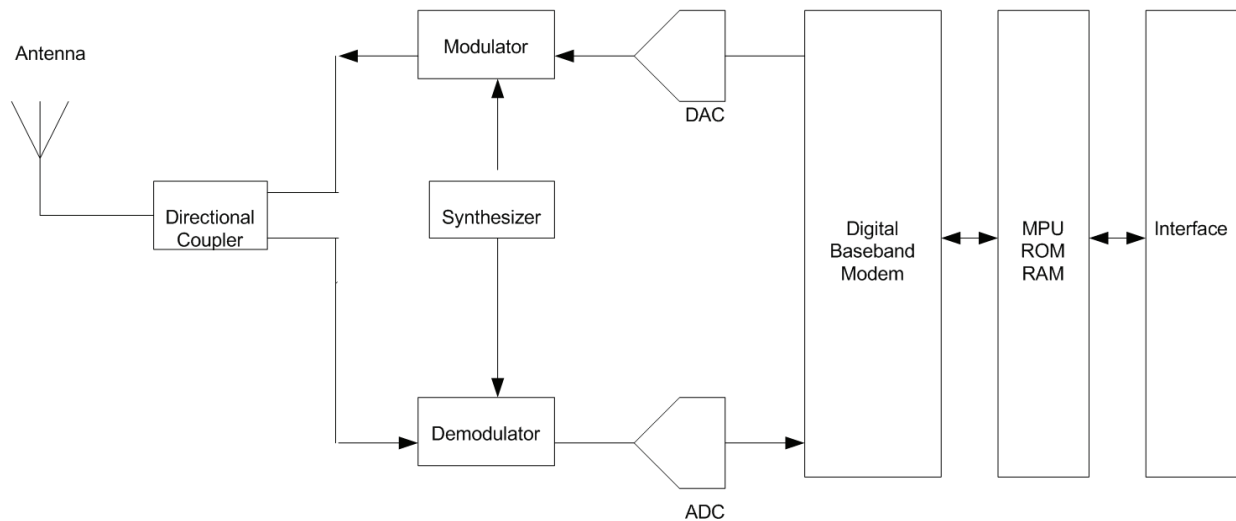 Antenna
Modulator
DAC
Directional
Coupler
Synthesizer
Digital
Baseband
Modem
MPU
ROM
RAM
Interface
Demodulator
ADC